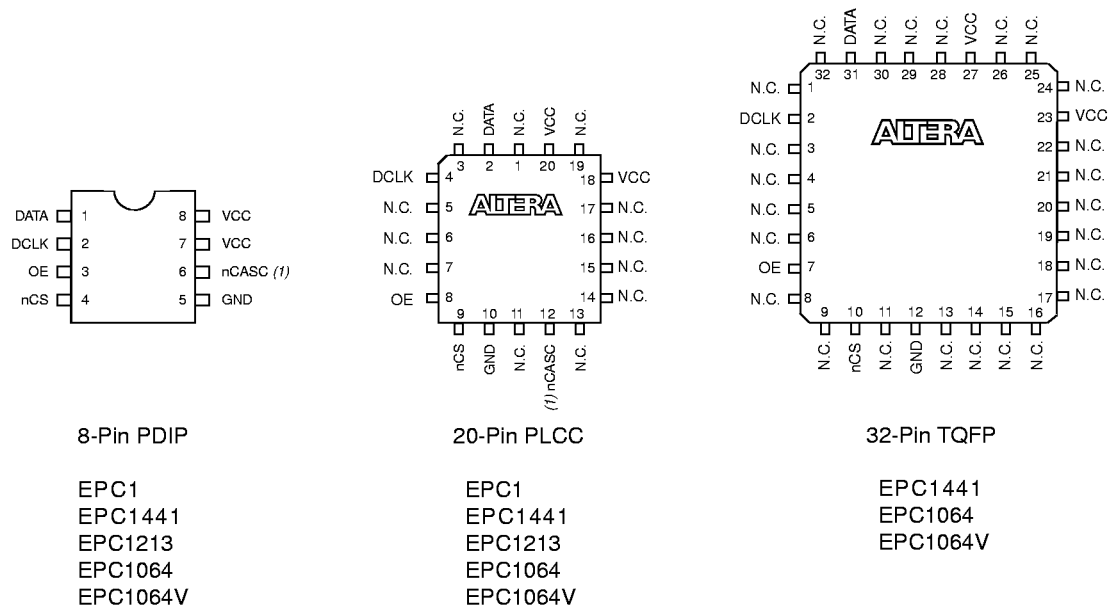 DATA 1 8 VCC
DCLK 2 7 VCC
OE 3 6 nCASC (1)
nCS 4 5 GND
8-Pin PDIP
EPC1
EPC1441
EPC1213
EPC1064
EPC1064V
N.C. DATA N.C. VCC N.C.
3 2 1 20 19
DCLK 4 18 VCC
ALTERA
N.C. 5 17 N.C.
N.C. 6 16 N.C.
N.C. 7 15 N.C.
OE 8 14 N.C.
9 10 11 12 13
nCS GND N.C. (1) nCASC N.C.
20-Pin PLCC
EPC1
EPC1441
EPC1213
EPC1064
EPC1064V
N.C. DATA N.C. N.C. N.C. VCC N.C. N.C.
32 31 30 29 28 27 26 25
N.C. 1 24 N.C.
DCLK 2 23 VCC
ALTERA
N.C. 3 22 N.C.
N.C. 4 21 N.C.
N.C. 5 20 N.C.
N.C. 6 19 N.C.
OE 7 18 N.C.
N.C. 8 17 N.C.
9 10 11 12 13 14 15 16
N.C. nCS N.C. GND N.C. N.C. N.C. N.C.
32-Pin TQFP
EPC1441
EPC1064
EPC1064V